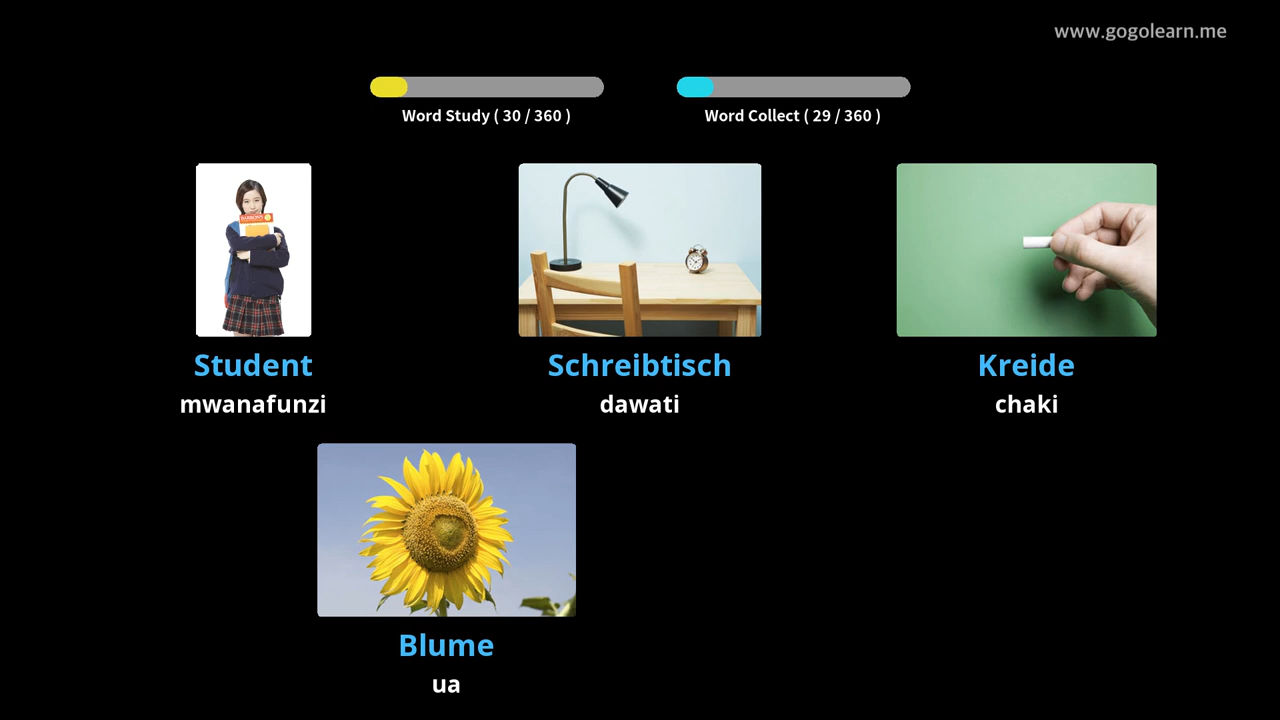 www.gogolearn.me
Word Study ( 30 / 360 )
Word Collect ( 29 / 360 )
BARRON'S
Student
mwanafunzi
Schreibtisch
dawati
Kreide
chaki
Blume
ua